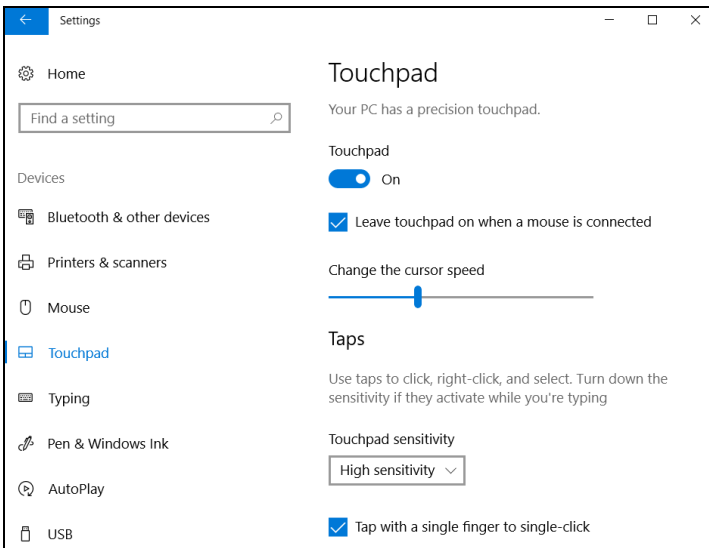 Settings
Home
Find a setting
Devices
Bluetooth & other devices
Printers & scanners
Mouse
Touchpad
Typing
Pen & Windows Ink
AutoPlay
USB
Touchpad
Your PC has a precision touchpad.
Touchpad
On
Leave touchpad on when a mouse is connected
Change the cursor speed
Taps
Use taps to click, right-click, and select. Turn down the
sensitivity if they activate while you're typing
Touchpad sensitivity
High sensitivity
Tap with a single finger to single-click